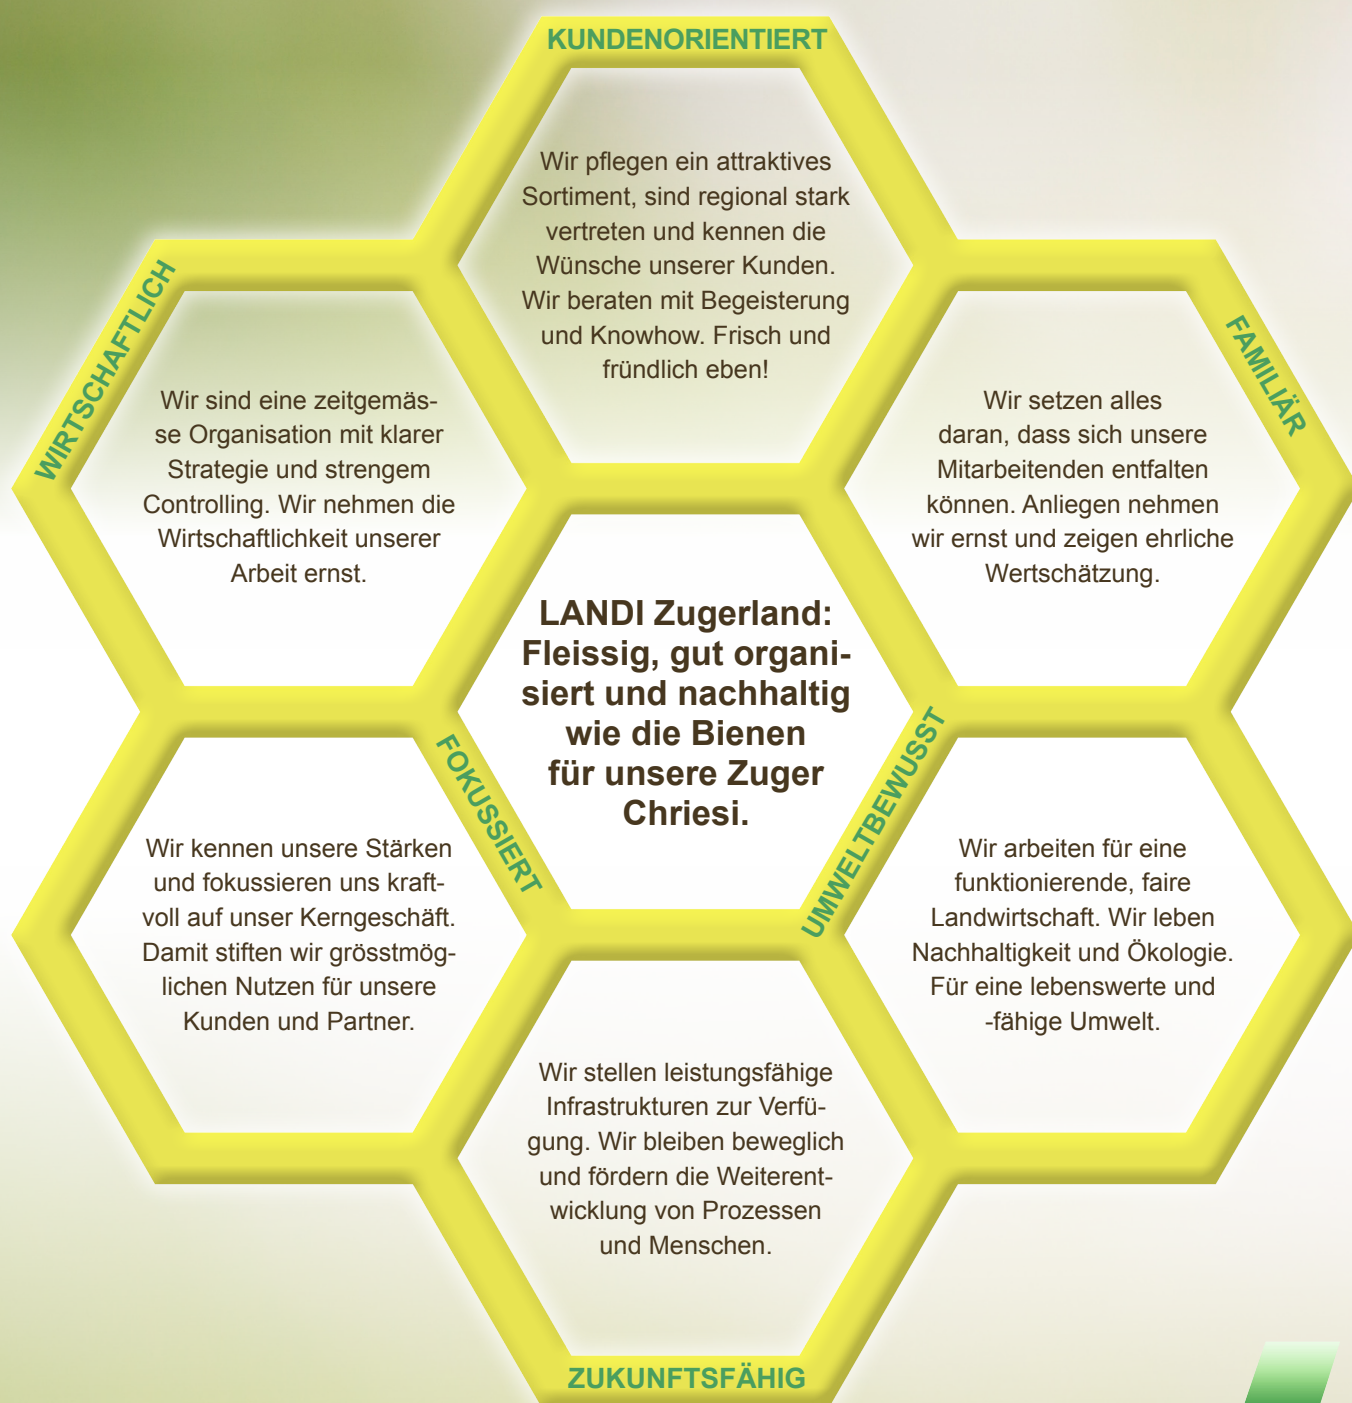 KUNDENORIENTIERT
Wir pflegen ein attraktives
Sortiment, sind regional stark
vertreten und kennen die
Wünsche unserer Kunden.
Wir beraten mit Begeisterung
und Knowhow. Frisch und
fründlich eben!
WIRTSCHAFTLICH
Wir sind eine zeitgemäs-
se Organisation mit klarer
Strategie und strengem
Controlling. Wir nehmen die
Wirtschaftlichkeit unserer
Arbeit ernst.
FAMILIÄR
Wir setzen alles
daran, dass sich unsere
Mitarbeitenden entfalten
können. Anliegen nehmen
wir ernst und zeigen ehrliche
Wertschätzung.
LANDI Zugerland:
Fleissig, gut organi-
siert und nachhaltig
wie die Bienen
für unsere Zuger
Chriesi.
FOKUSSIERT
Wir kennen unsere Stärken
und fokussieren uns kraft-
voll auf unser Kerngeschäft.
Damit stiften wir grösstmög-
lichen Nutzen für unsere
Kunden und Partner.
UMWELTBEWUSST
Wir arbeiten für eine
funktionierende, faire
Landwirtschaft. Wir leben
Nachhaltigkeit und Ökologie.
Für eine lebenswerte und
-fähige Umwelt.
Wir stellen leistungsfähige
Infrastrukturen zur Verfü-
gung. Wir bleiben beweglich
und fördern die Weiterent-
wicklung von Prozessen
und Menschen.
ZUKUNFTSFÄHIG